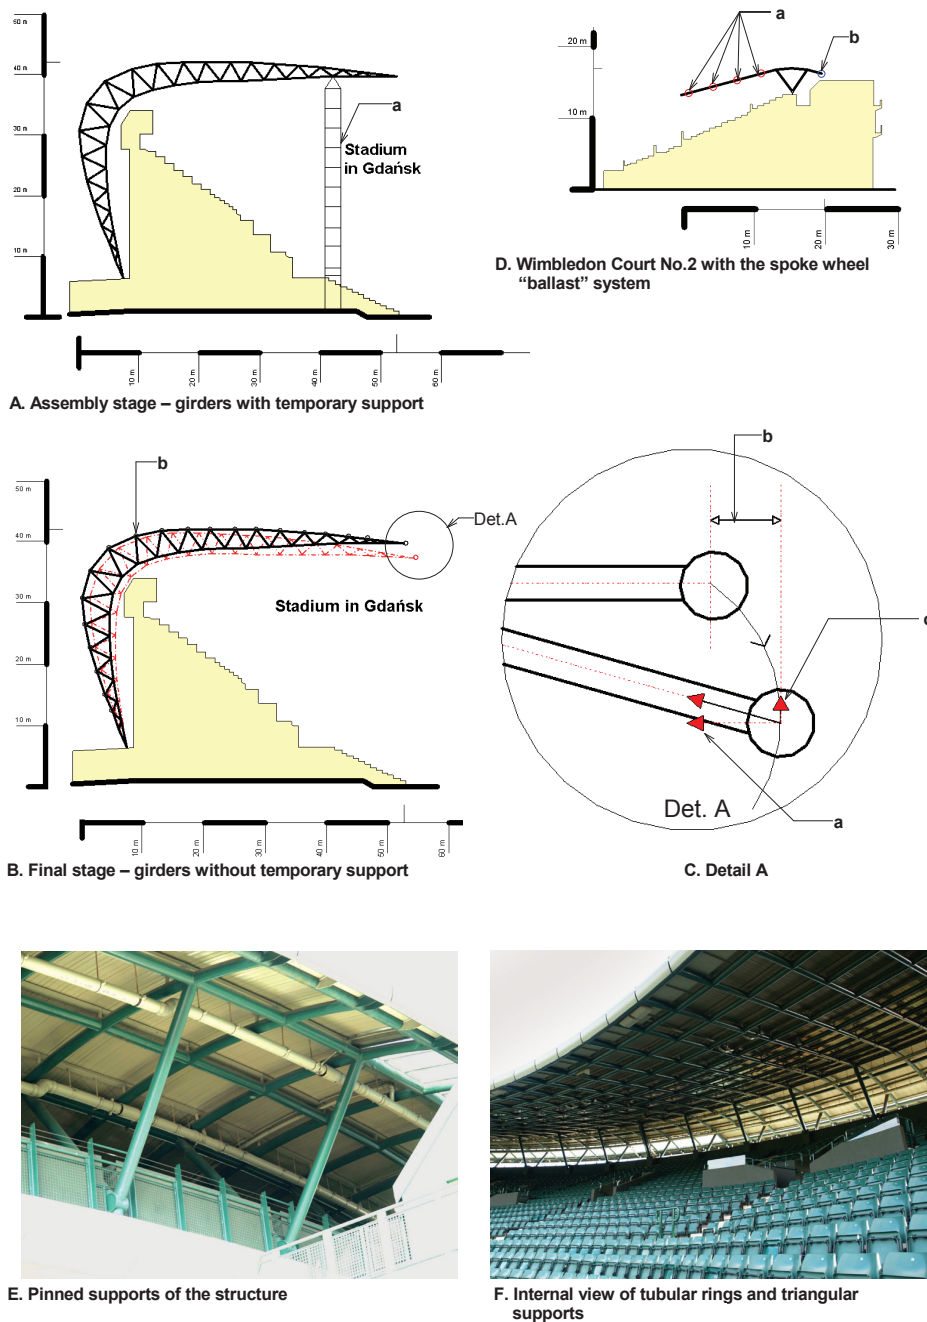 50 m
40 m
30 m
20 m
10 m
a
Stadium
in Gdańsk
10 m
20 m
30 m
40 m
50 m
60 m
A. Assembly stage – girders with temporary support
a
b
20 m
10 m
10 m
20 m
30 m
D. Wimbledon Court No.2 with the spoke wheel
“ballast” system
b
50 m
40 m
30 m
20 m
10 m
Det.A
Stadium in Gdańsk
10 m
20 m
30 m
40 m
50 m
60 m
B. Final stage – girders without temporary support
b
c
a
Det. A
C. Detail A
E. Pinned supports of the structure
F. Internal view of tubular rings and triangular
supports